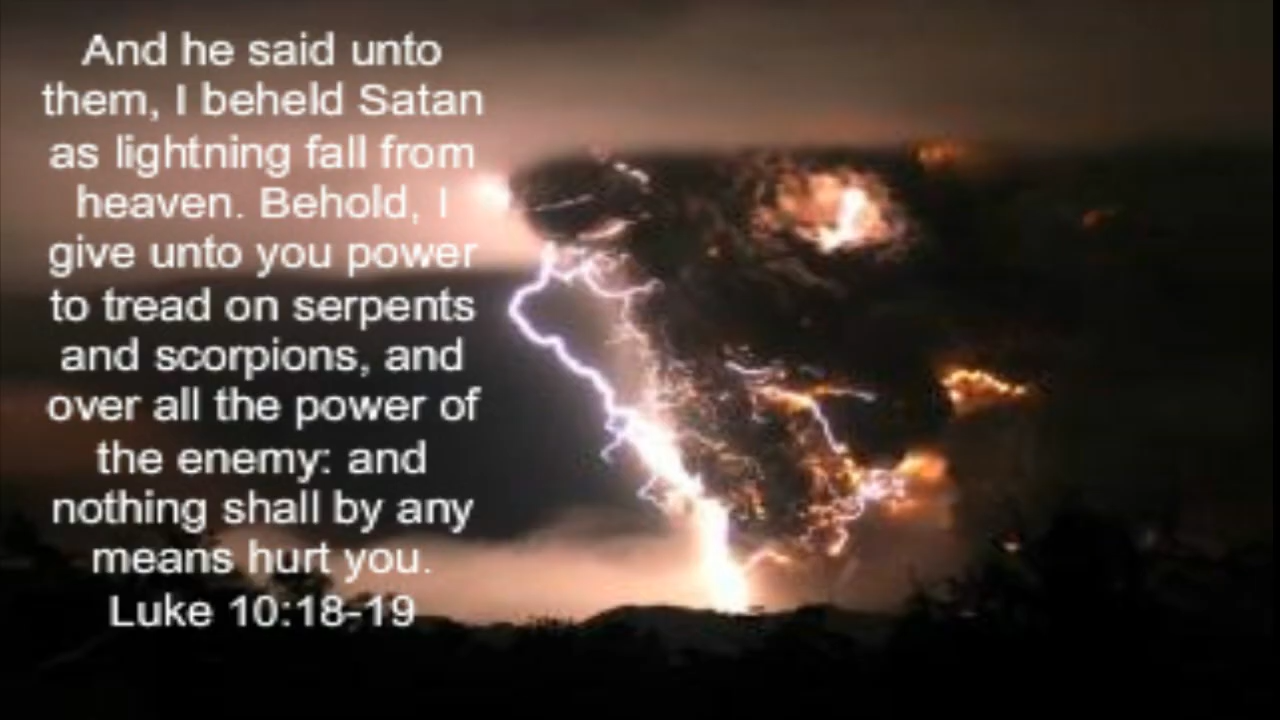 And he said unto
them, I beheld Satan
as lightning fall from
heaven. Behold, I
give unto you power
to tread on serpents
and scorpions, and
over all the power of
the enemy: and
nothing shall by any
means hurt you.
Luke 10:18-19